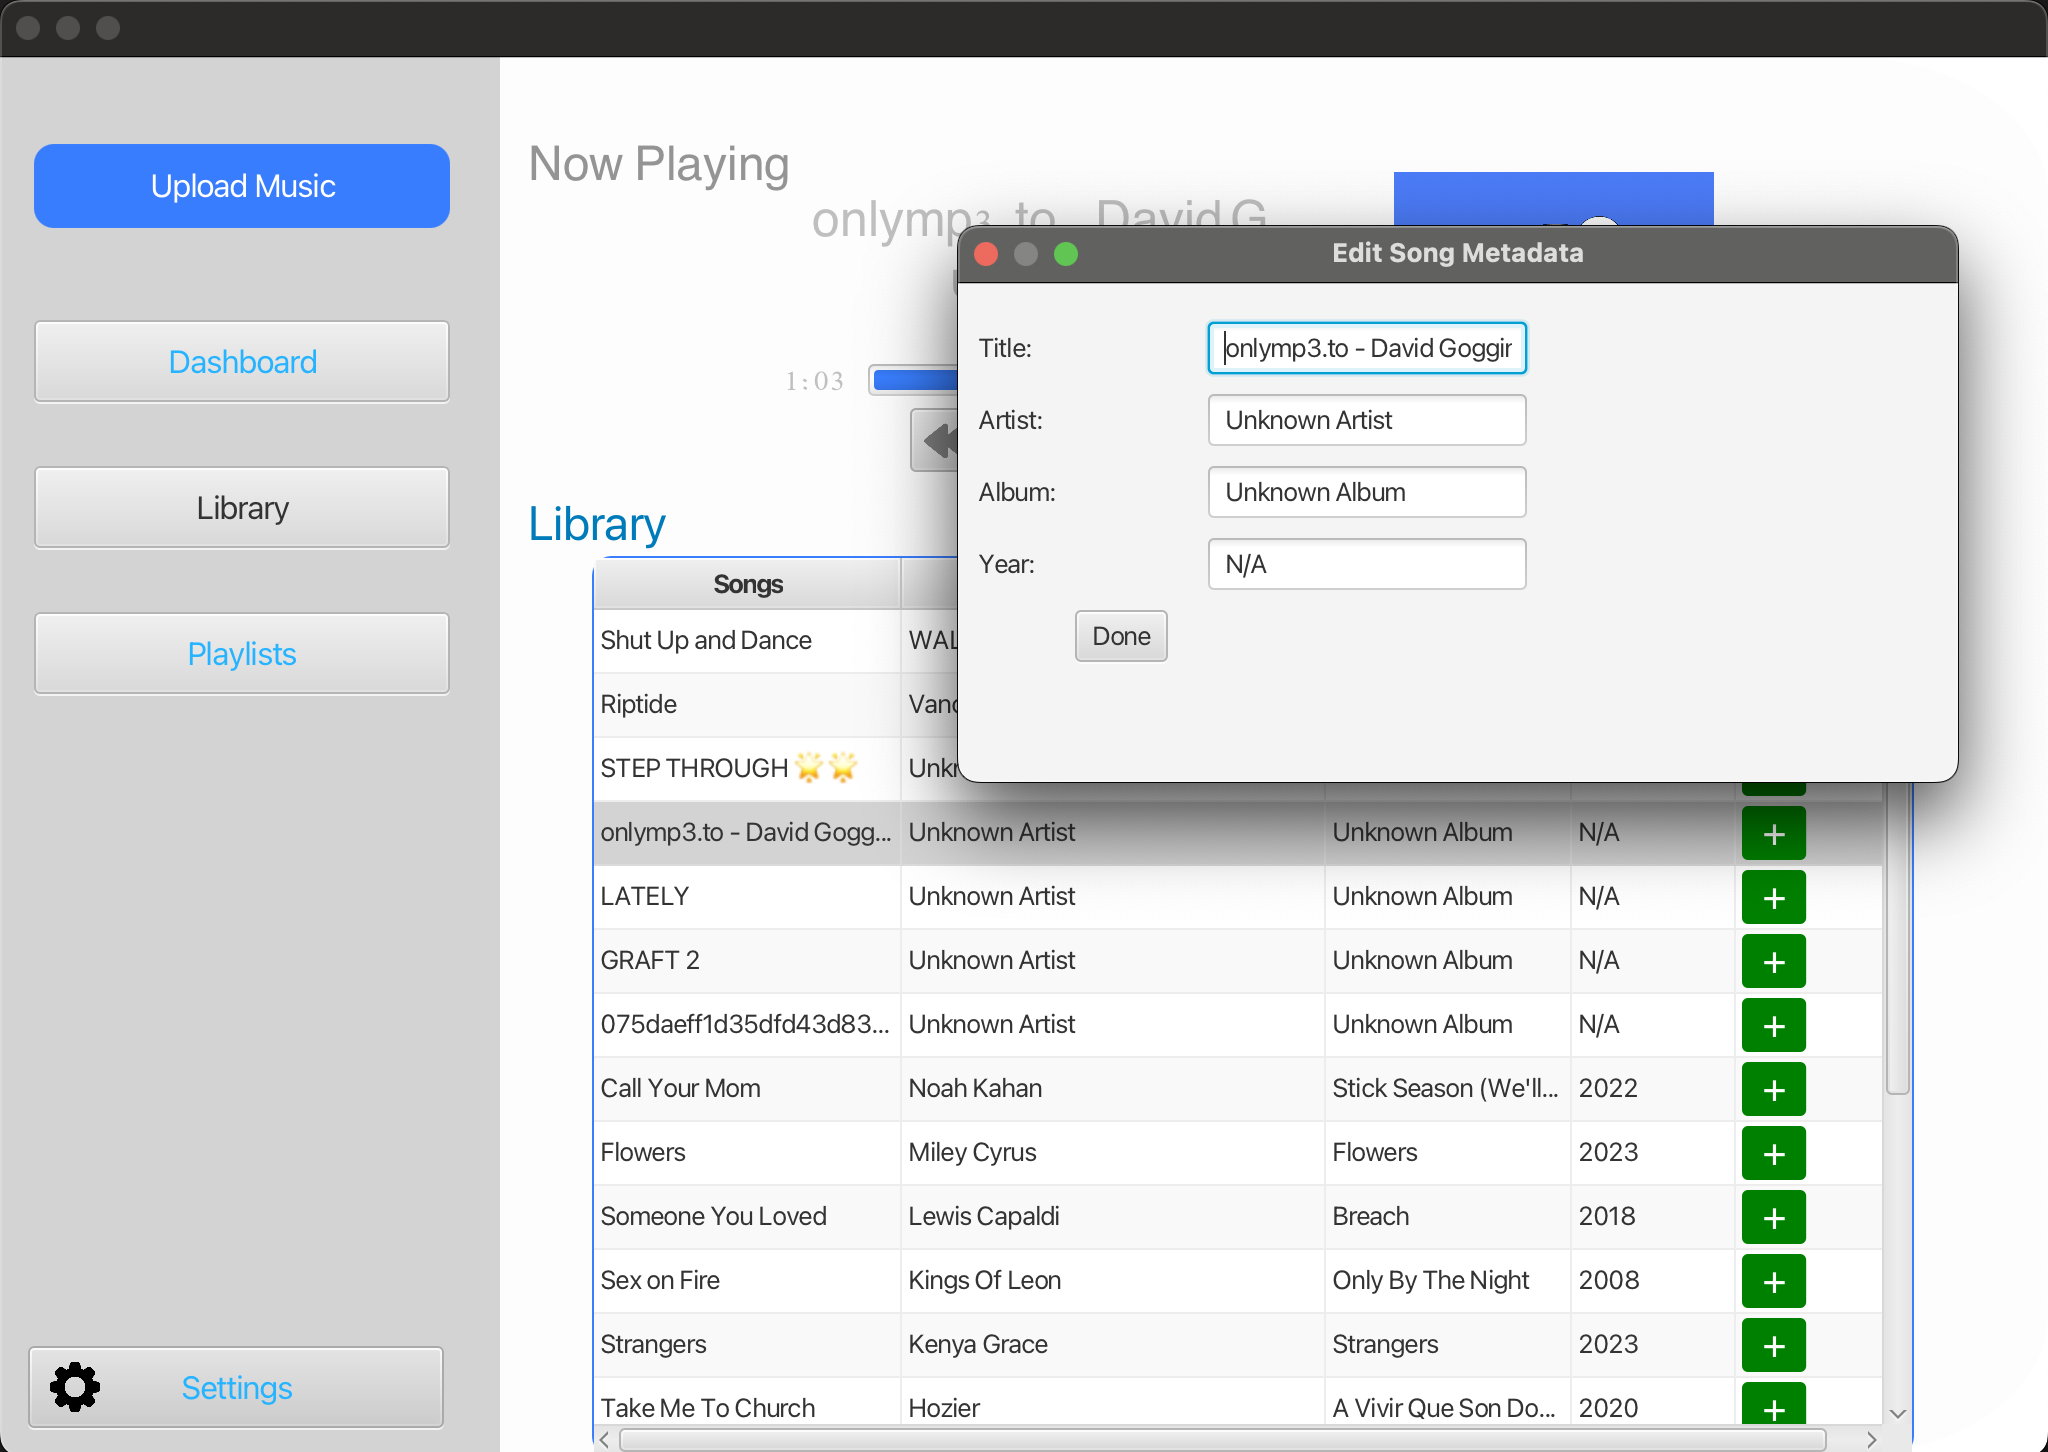 Upload Music
Dashboard
Library
Playlists
Settings
Now Playing
onlymp3.to - David G
1:03
Library
Edit Song Metadata
Title: onlymp3.to - David Goggin
Artist: Unknown Artist
Album: Unknown Album
Year: N/A
Done
Songs
Shut Up and Dance WAL
Riptide Vanc
STEP THROUGH 🌟🌟 Unkn
onlymp3.to - David Gogg... Unknown Artist Unknown Album N/A +
LATELY Unknown Artist Unknown Album N/A +
GRAFT 2 Unknown Artist Unknown Album N/A +
075daeff1d35dfd43d83... Unknown Artist Unknown Album N/A +
Call Your Mom Noah Kahan Stick Season (We'll... 2022 +
Flowers Miley Cyrus Flowers 2023 +
Someone You Loved Lewis Capaldi Breach 2018 +
Sex on Fire Kings Of Leon Only By The Night 2008 +
Strangers Kenya Grace Strangers 2023 +
Take Me To Church Hozier A Vivir Que Son Do... 2020 +